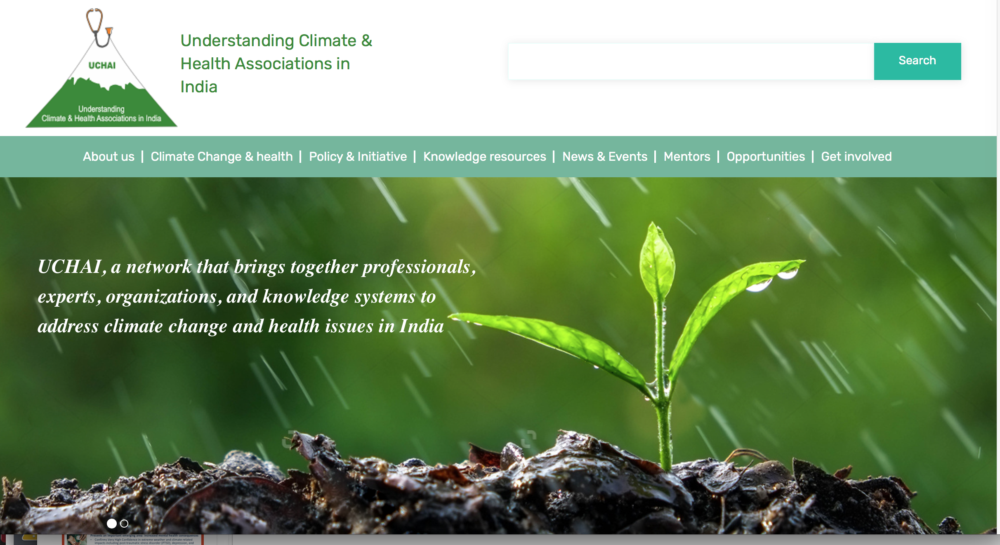 UCHAI
Understanding
Climate & Health Associations in India
Understanding Climate &
Health Associations in
India
Search
About us | Climate Change & health | Policy & Initiative | Knowledge resources | News & Events | Mentors | Opportunities | Get involved
UCHAI, a network that brings together professionals,
experts, organizations, and knowledge systems to
address climate change and health issues in India
Presents an important emerging area: increased mental health consequences
• Confirms Very High Confidence in extreme weather and climate related
impacts including post-traumatic stress disorder (PTSD), depression, and